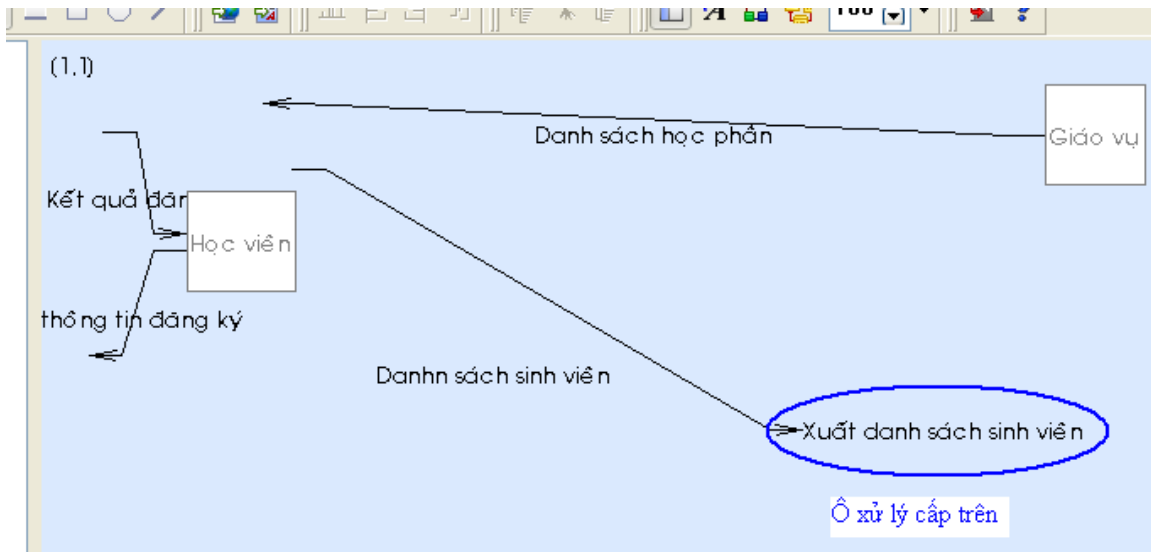 (1,1)
Danh sách học phần
Giáo vụ
Kết quả đăn
Học viên
thông tin đăng ký
Danhn sách sinh viên
Xuất danh sách sinh viên
Ô xử lý cấp trên